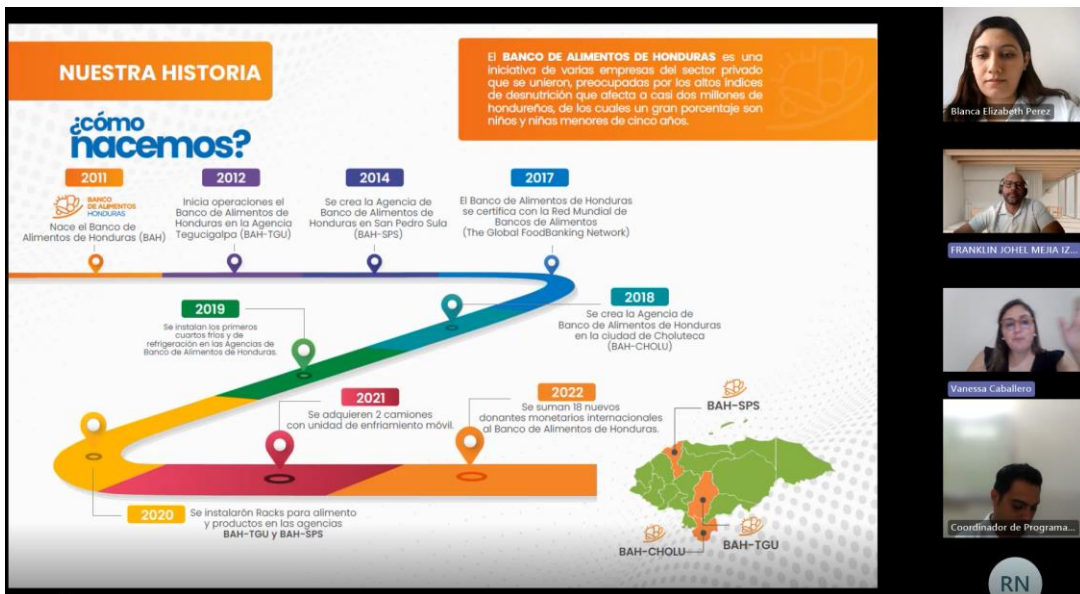 NUESTRA HISTORIA
El BANCO DE ALIMENTOS DE HONDURAS es una
iniciativa de varias empresas del sector privado
que se unieron, preocupadas por los altos índices
de desnutrición que afecta a casi dos millones de
hondureños, de los cuales un gran porcentaje son
niños y niñas menores de cinco años.
¿cómo
nacemos?
2011
BANCO
DE ALIMENTOS
HONDURAS
Nace el Banco de
Alimentos de Honduras (BAH)
2012
Inicia operaciones el
Banco de Alimentos de
Honduras en la Agencia
Tegucigalpa (BAH-TGU)
2014
Se crea la Agencia de
Banco de Alimentos de
Honduras en San Pedro Sula
(BAH-SPS)
2017
El Banco de Alimentos de Honduras
se certifica con la Red Mundial de
Bancos de Alimentos
(The Global FoodBanking Network)
2018
Se crea la Agencia de
Banco de Alimentos de Honduras
en la ciudad de Choluteca
(BAH-CHOLU)
2019
Se instalan los primeros
cuartos fríos y de
refrigeración en las Agencias de
Banco de Alimentos de Honduras.
2020
Se instalarón Racks para alimento
y productos en las agencias
BAH-TGU y BAH-SPS
2021
Se adquieren 2 camiones
con unidad de enfriamiento móvil.
2022
Se suman 18 nuevos
donantes monetarios internacionales
al Banco de Alimentos de Honduras.
BAH-SPS
BAH-CHOLU
BAH-TGU
Blanca Elizabeth Perez
FRANKLIN JOHEL MEJIA IZ...
Vanessa Caballero
Coordinador de Programa...
RN